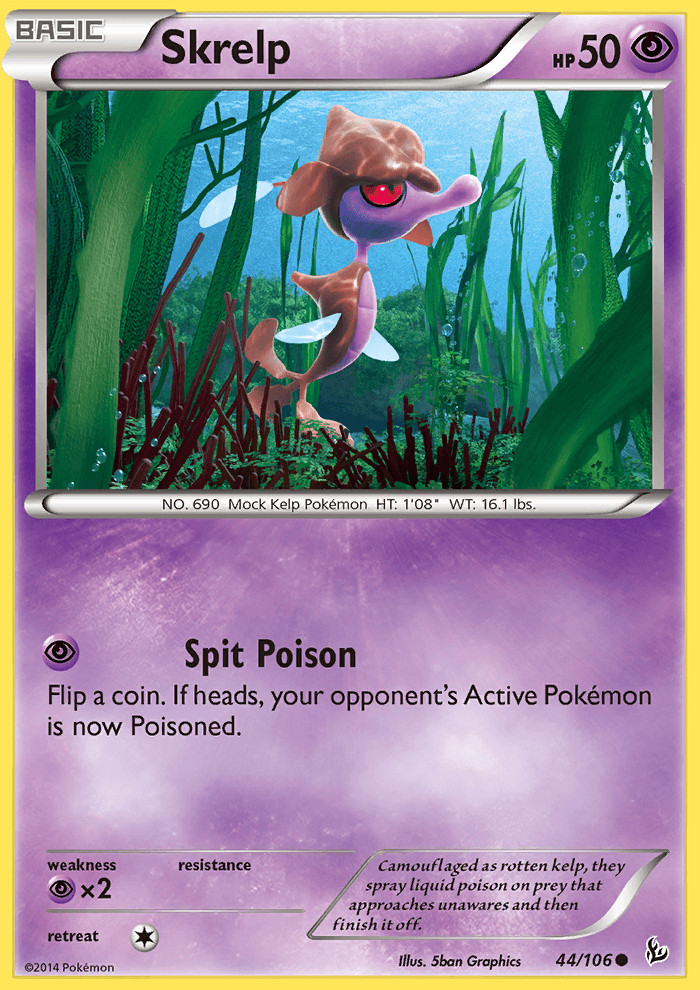 BASIC
Skrelp
HP 50
NO. 690 Mock Kelp Pokémon HT: 1'08" WT: 16.1 lbs.
Spit Poison
Flip a coin. If heads, your opponent's Active Pokémon
is now Poisoned.
weakness
resistance
×2
Camouflaged as rotten kelp, they
spray liquid poison on prey that
approaches unawares and then
finish it off.
retreat
©2014 Pokémon
Illus. 5ban Graphics
44/106